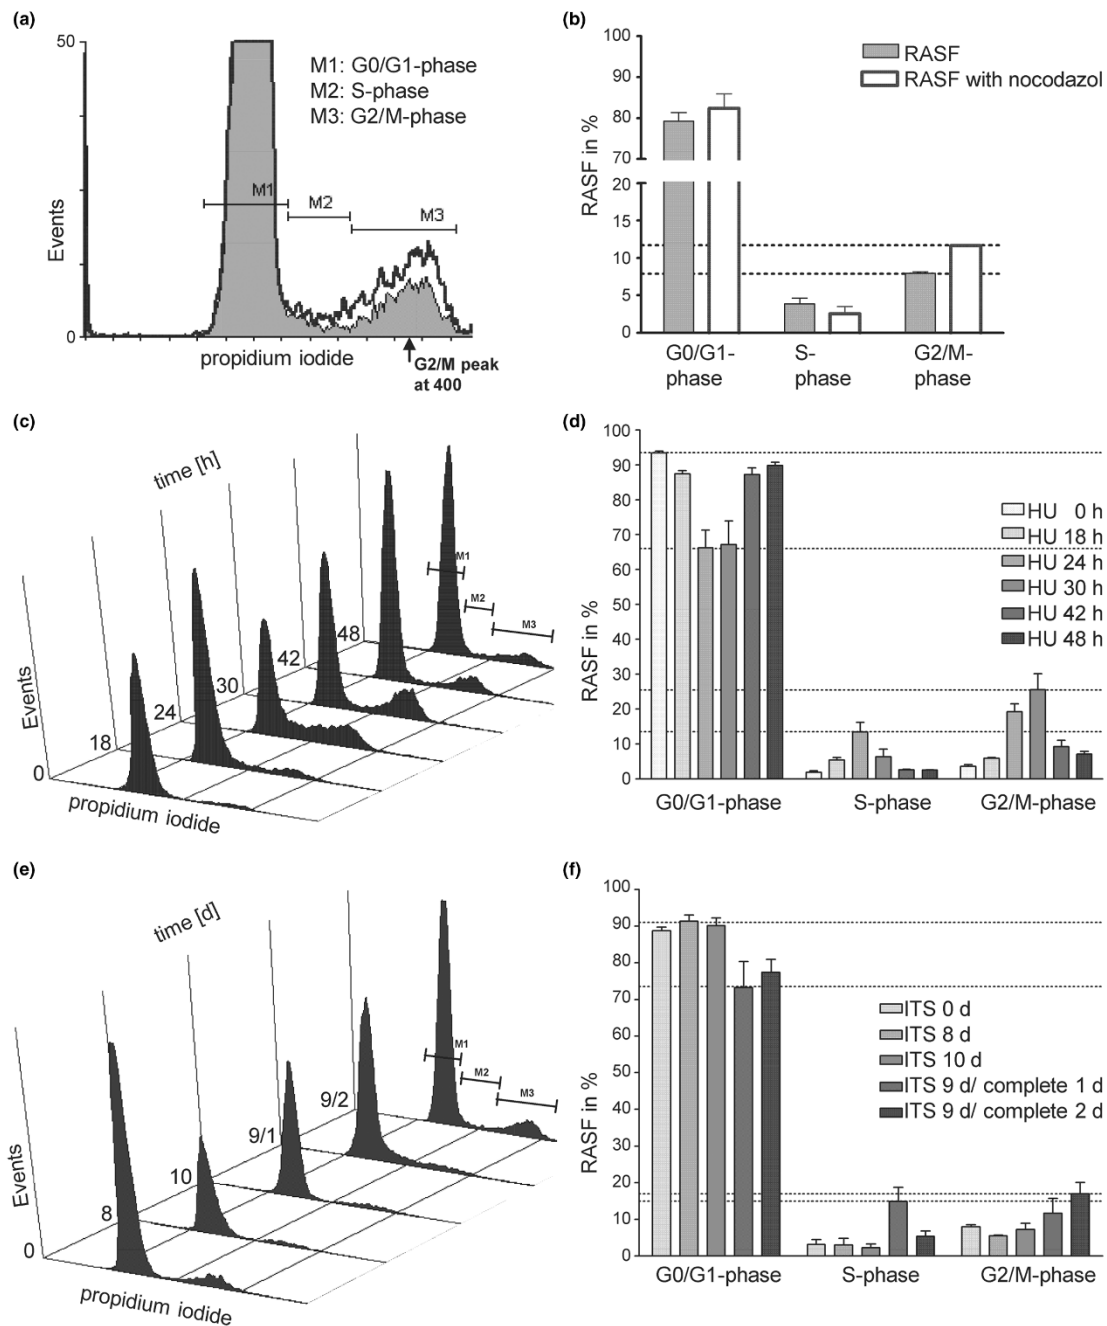 (a)
50
M1: G0/G1-phase
M2: S-phase
M3: G2/M-phase
M1
M2
M3
Events
0
propidium iodide
G2/M peak
at 400
(b)
100
90
80
70
20
15
10
5
0
RASF in %
RASF
RASF with nocodazol
G0/G1-
phase
S-
phase
G2/M-
phase
(c)
time [h]
Events
0
18
24
30
42
48
M1
M2
M3
propidium iodide
(d)
100
90
80
70
60
50
40
30
20
10
0
RASF in %
HU 0 h
HU 18 h
HU 24 h
HU 30 h
HU 42 h
HU 48 h
G0/G1-phase
S-phase
G2/M-phase
(e)
time [d]
Events
0
8
10
9/1
9/2
M1
M2
M3
propidium iodide
(f)
100
90
80
70
60
50
40
30
20
10
0
RASF in %
ITS 0 d
ITS 8 d
ITS 10 d
ITS 9 d/ complete 1 d
ITS 9 d/ complete 2 d
G0/G1-phase
S-phase
G2/M-phase